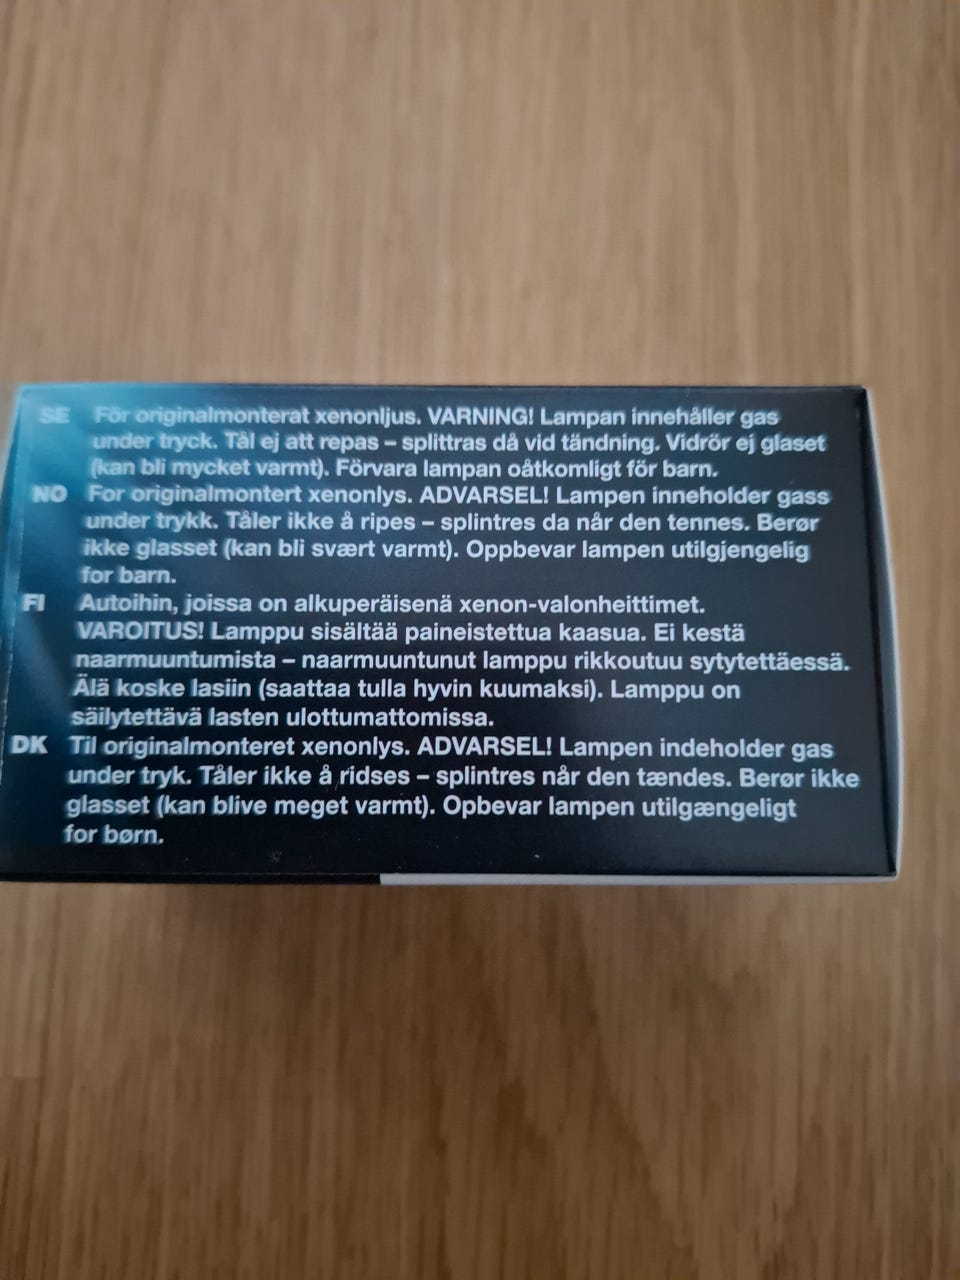 SE För originalmonterat xenonljus. VARNING! Lampan innehåller gas
under tryck. Tål ej att repas – splittras då vid tändning. Vidrör ej glaset
(kan bli mycket varmt). Förvara lampan oåtkomligt för barn.
NO For originalmontert xenonlys. ADVARSEL! Lampen inneholder gass
under trykk. Tåler ikke å ripes – splintres da når den tennes. Berør
ikke glasset (kan bli svært varmt). Oppbevar lampen utilgjengelig
for barn.
FI Autoihin, joissa on alkuperäisenä xenon-valonheittimet.
VAROITUS! Lamppu sisältää paineistettua kaasua. Ei kestä
naarmuuntumista – naarmuuntunut lamppu rikkoutuu sytytettäessä.
Älä koske lasiin (saattaa tulla hyvin kuumaksi). Lamppu on
säilytettävä lasten ulottumattomissa.
DK Til originalmonteret xenonlys. ADVARSEL! Lampen indeholder gas
under tryk. Tåler ikke å ridses – splintres når den tændes. Berør ikke
glasset (kan blive meget varmt). Opbevar lampen utilgængeligt
for børn.